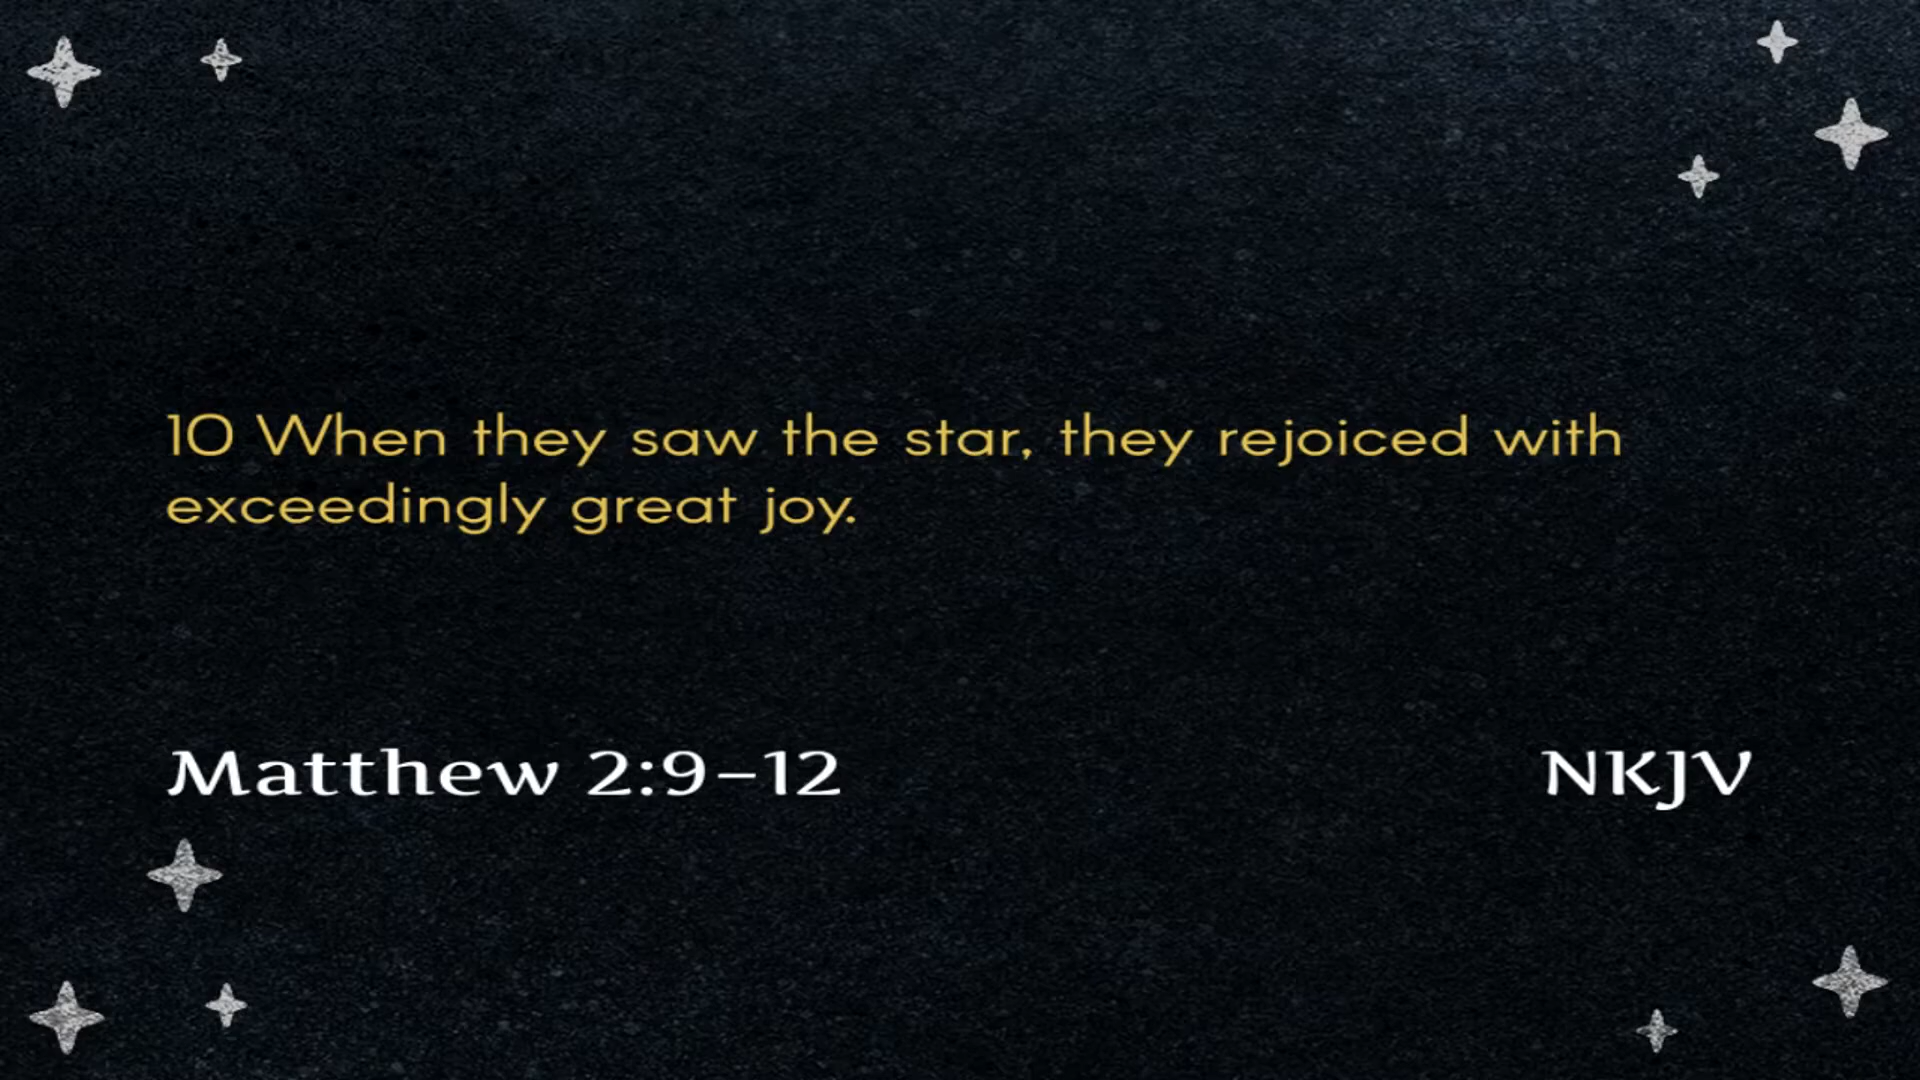 10 When they saw the star, they rejoiced with
exceedingly great joy.
Matthew 2:9–12
NKJV